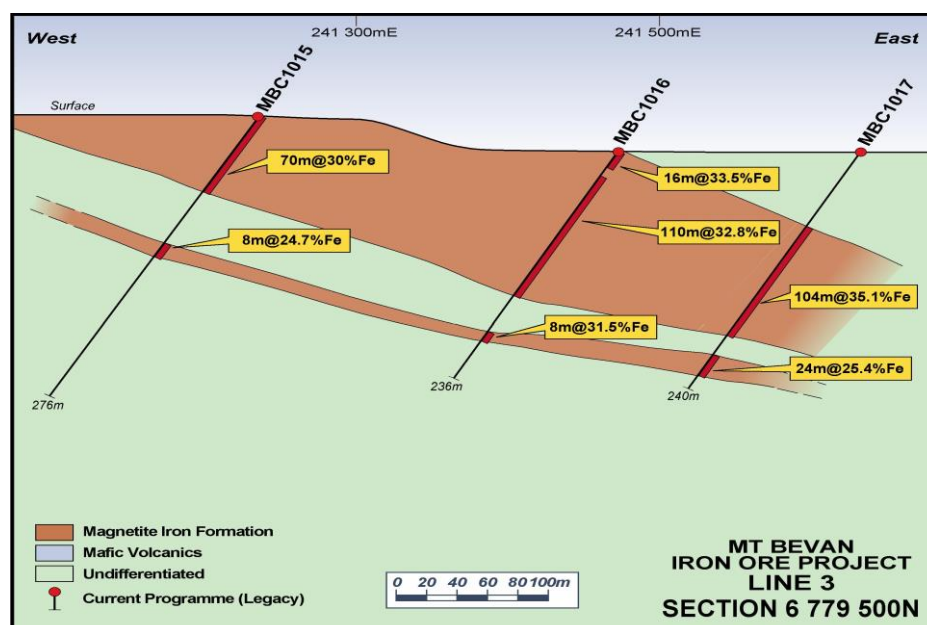 West
241 300mE
241 500mE
East
Surface
MBC1015
MBC1016
MBC1017
70m@30%Fe
16m@33.5%Fe
110m@32.8%Fe
8m@24.7%Fe
104m@35.1%Fe
8m@31.5%Fe
24m@25.4%Fe
276m
236m
240m
Magnetite Iron Formation
Mafic Volcanics
Undifferentiated
Current Programme (Legacy)
0 20 40 60 80 100m
MT BEVAN
IRON ORE PROJECT
LINE 3
SECTION 6 779 500N